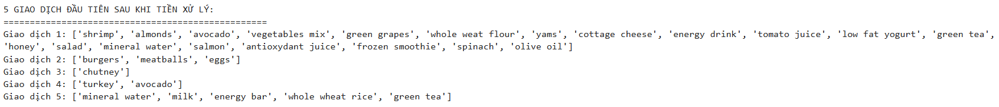 5 GIAO DỊCH ĐẦU TIÊN SAU KHI TIỀN XỬ LÝ:
==================================================
Giao dịch 1: ['shrimp', 'almonds', 'avocado', 'vegetables mix', 'green grapes', 'whole weat flour', 'yams', 'cottage cheese', 'energy drink', 'tomato juice', 'low fat yogurt', 'green tea',
'honey', 'salad', 'mineral water', 'salmon', 'antioxydant juice', 'frozen smoothie', 'spinach', 'olive oil']
Giao dịch 2: ['burgers', 'meatballs', 'eggs']
Giao dịch 3: ['chutney']
Giao dịch 4: ['turkey', 'avocado']
Giao dịch 5: ['mineral water', 'milk', 'energy bar', 'whole wheat rice', 'green tea']